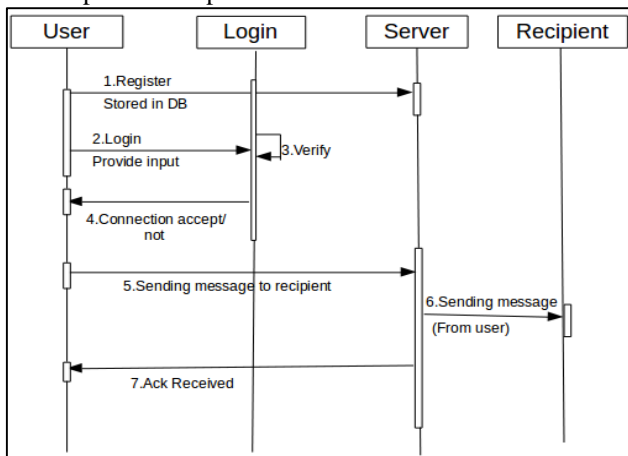 User
Login
Server
Recipient
1.Register
Stored in DB
2.Login
Provide input
3.Verify
4.Connection accept/
not
5.Sending message to recipient
6.Sending message
(From user)
7.Ack Received